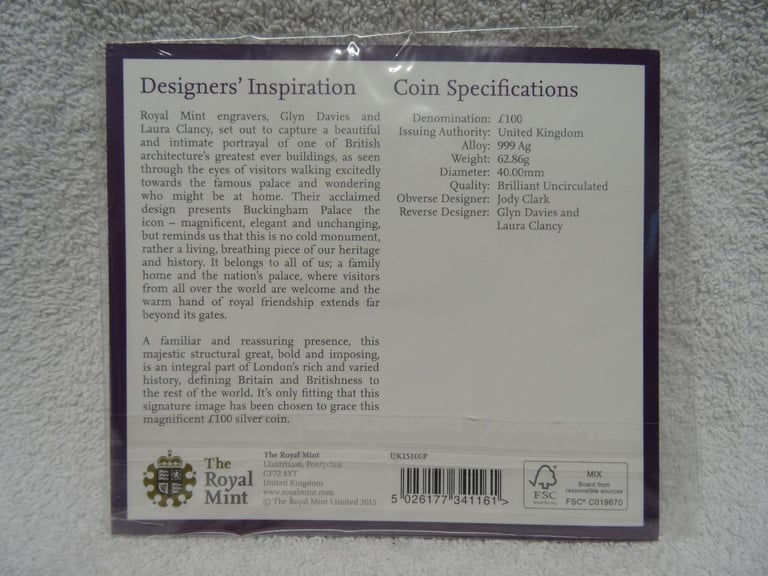 Designers' Inspiration
Royal Mint engravers, Glyn Davies and
Laura Clancy, set out to capture a beautiful
and intimate portrayal of one of British
architecture's greatest ever buildings, as seen
through the eyes of visitors walking excitedly
towards the famous palace and wondering
who might be at home. Their acclaimed
design presents Buckingham Palace the
icon – magnificent, elegant and unchanging,
but reminds us that this is no cold monument,
rather a living, breathing piece of our heritage
and history. It belongs to all of us; a family
home and the nation's palace, where visitors
from all over the world are welcome and the
warm hand of royal friendship extends far
beyond its gates.
A familiar and reassuring presence, this
majestic structural great, bold and imposing,
is an integral part of London's rich and varied
history, defining Britain and Britishness to
the rest of the world. It's only fitting that this
signature image has been chosen to grace this
magnificent £100 silver coin.
Coin Specifications
Denomination: £100
Issuing Authority: United Kingdom
Alloy: 999 Ag
Weight: 62.86g
Diameter: 40.00mm
Quality: Brilliant Uncirculated
Obverse Designer: Jody Clark
Reverse Designer: Glyn Davies and
Laura Clancy
The
Royal
Mint
The Royal Mint
Llantrisant, Pontyclun
CF72 8YT
United Kingdom
www.royalmint.com
© The Royal Mint Limited 2015
UK15100P
5 026177 341161 >
FSC
www.fsc.org
MIX
Board from
responsible sources
FSC® C019670